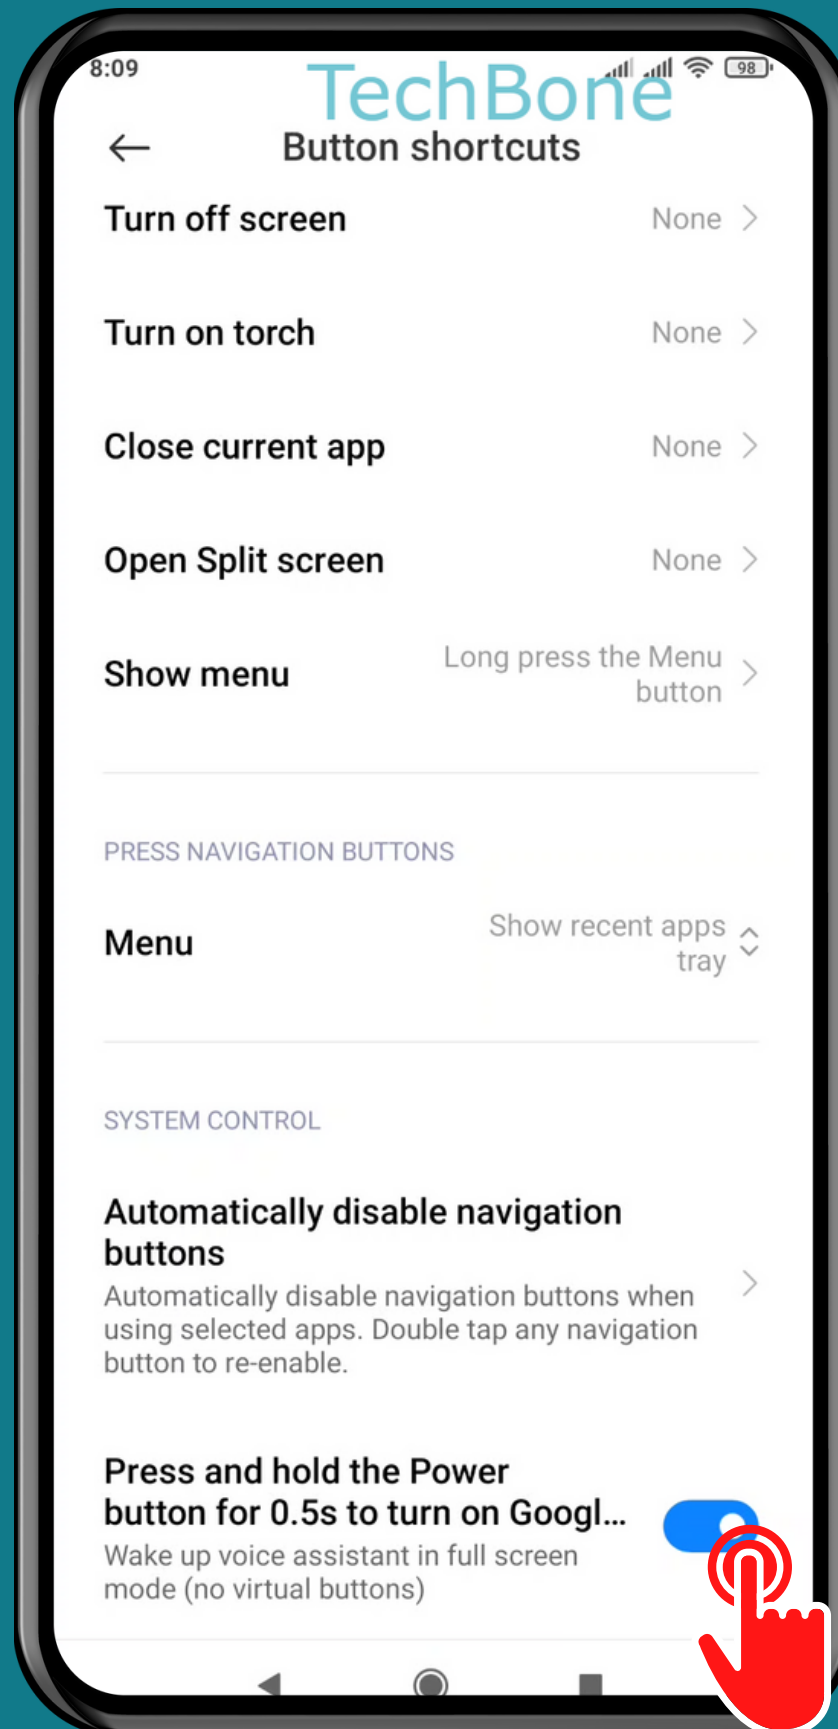 8:09
98
TechBone
Button shortcuts
Turn off screen
None
Turn on torch
None
Close current app
None
Open Split screen
None
Show menu
Long press the Menu
button
PRESS NAVIGATION BUTTONS
Menu
Show recent apps
tray
SYSTEM CONTROL
Automatically disable navigation
buttons
Automatically disable navigation buttons when
using selected apps. Double tap any navigation
button to re-enable.
Press and hold the Power
button for 0.5s to turn on Googl...
Wake up voice assistant in full screen
mode (no virtual buttons)